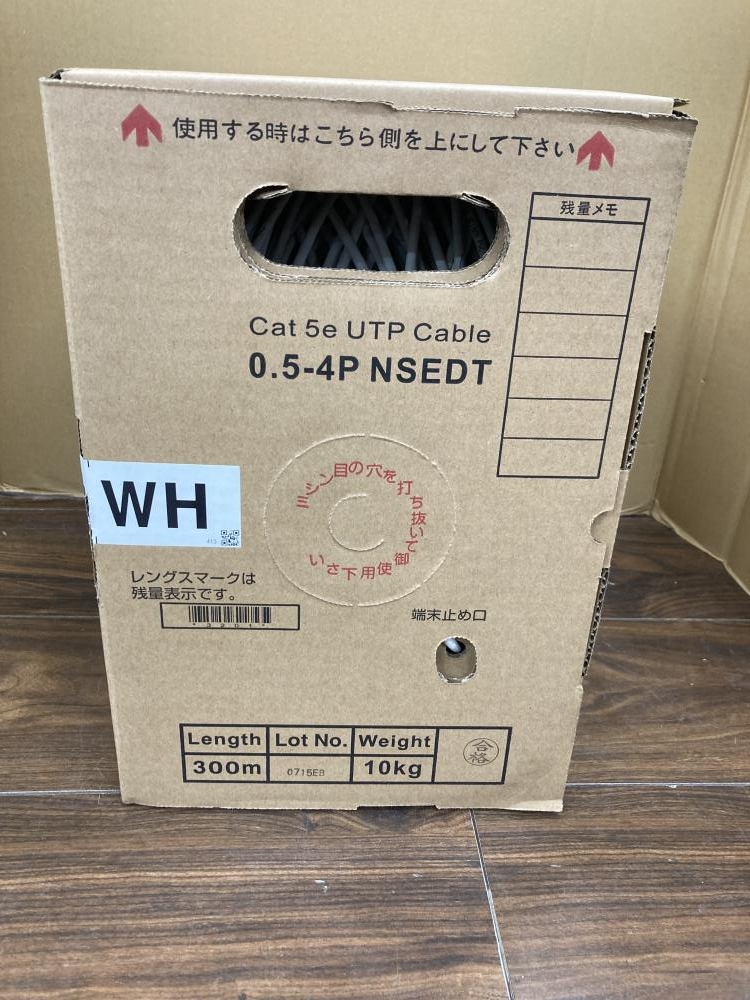 使用する時はこちら側を上にして下さい
残量メモ
Cat 5e UTP Cable
0.5-4P NSEDT
ミシン目の穴を打ち抜いて御使用下さい
WH
413
レングスマークは
残量表示です。
*3201*
端末止め口
Length Lot No. Weight 合格
300m 0715EB 10kg